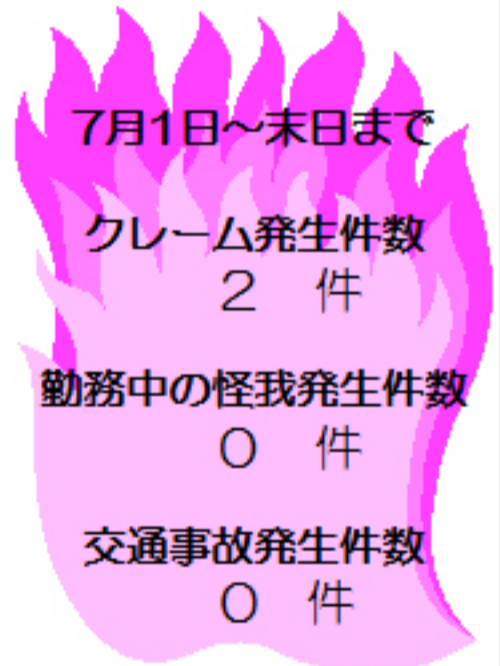 7月1日～末日まで
クレーム発生件数
２　件
勤務中の怪我発生件数
０　件
交通事故発生件数
０　件